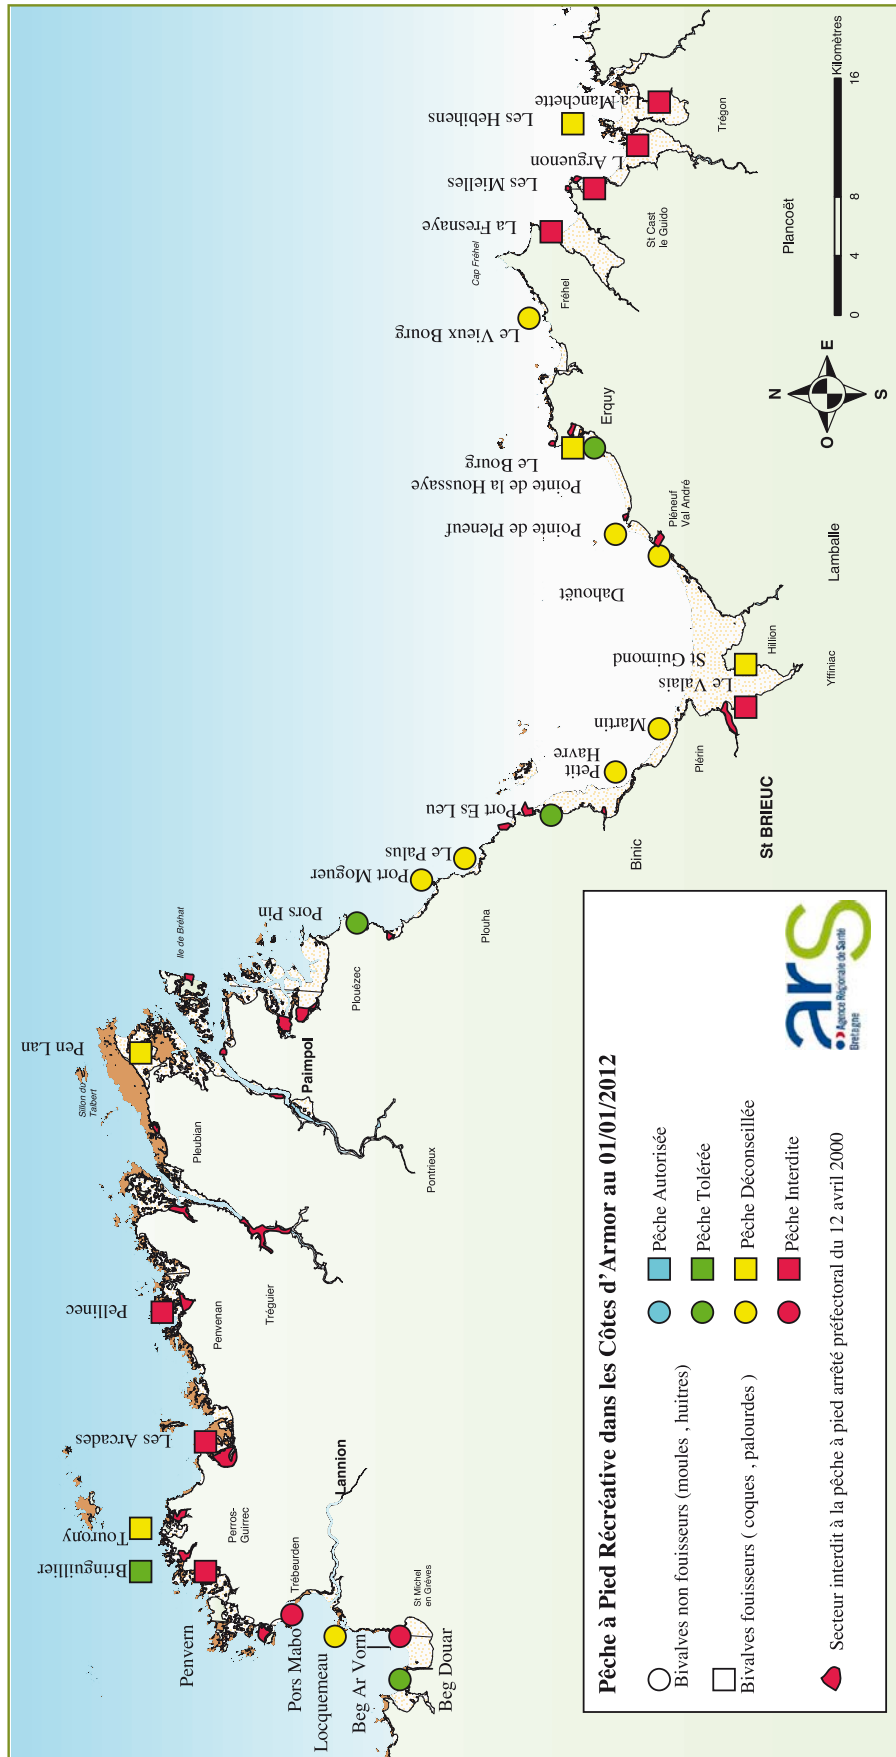 Bringuillier
Tourony
Les Arcades
Pellinec
Pen Lan
Sillon du
Talbert
Ile de Bréhat
Pors Pin
Port Moguer
Le Palus
Port Es Leu
Petit
Havre
Martin
Le Valais
St Guimond
Dahouët
Pointe de Pleneuf
Pointe de la Houssaye
Le Bourg
Le Vieux Bourg
Cap Fréhel
La Fresnaye
Les Mielles
L Arguenon
Les Hebihens
La Manchette
Penvern
Pors Mabo
Locquemeau
Beg Ar Vorn
Beg Douar
Perros-
Guirrec
Trébeurden
Lannion
St Michel
en Grèves
Penvenan
Tréguier
Pleubian
Pontrieux
Paimpol
Plouézec
Plouha
Binic
St BRIEUC
Plérin
Yffiniac
Hillion
Lamballe
Pléneuf
Val André
Erquy
Fréhel
St Cast
le Guido
Plancoët
Trégon
N
O
E
S
0
4
8
16
Kilomètres
Pêche à Pied Récréative dans les Côtes d'Armor au 01/01/2012
Bivalves non fouisseurs (moules , huitres)
Bivalves fouisseurs ( coques , palourdes )
Pêche Autorisée
Pêche Tolérée
Pêche Déconseillée
Pêche Interdite
Secteur interdit à la pêche à pied arrêté préfectoral du 12 avril 2000
ars
Agence Régionale de Santé
Bretagne